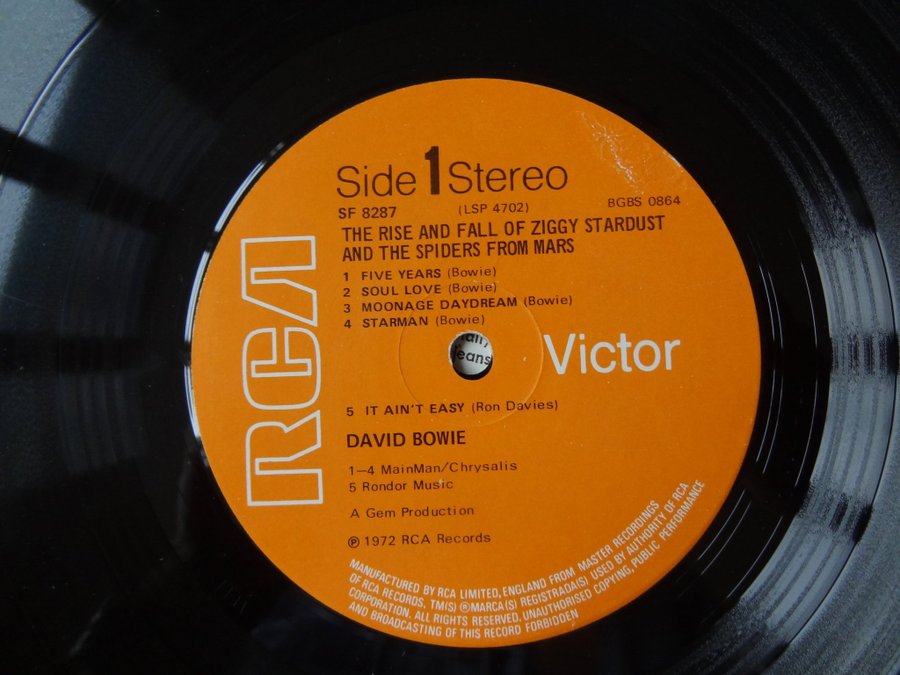 Side 1 Stereo
SF 8287 (LSP 4702) BGBS 0864
THE RISE AND FALL OF ZIGGY STARDUST
AND THE SPIDERS FROM MARS
1 FIVE YEARS (Bowie)
2 SOUL LOVE (Bowie)
3 MOONAGE DAYDREAM (Bowie)
4 STARMAN (Bowie)
RCA
Victor
5 IT AIN'T EASY (Ron Davies)
DAVID BOWIE
1–4 MainMan/Chrysalis
5 Rondor Music
A Gem Production
℗ 1972 RCA Records
MANUFACTURED BY RCA LIMITED, ENGLAND FROM MASTER RECORDINGS
OF RCA RECORDS. TM(S) ® MARCA(S) REGISTRADA(S) USED BY AUTHORITY OF RCA
CORPORATION. ALL RIGHTS RESERVED. UNAUTHORISED COPYING, PUBLIC PERFORMANCE
AND BROADCASTING OF THIS RECORD FORBIDDEN